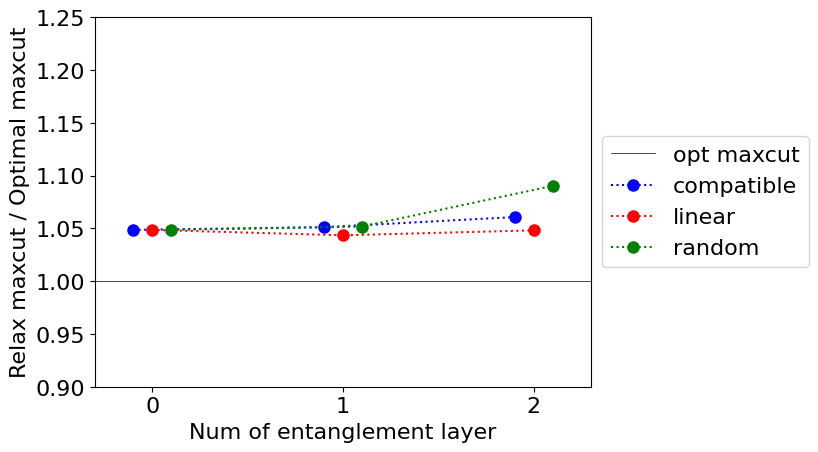 Relax maxcut / Optimal maxcut
1.25
1.20
1.15
1.10
1.05
1.00
0.95
0.90
0
1
2
Num of entanglement layer
opt maxcut
compatible
linear
random